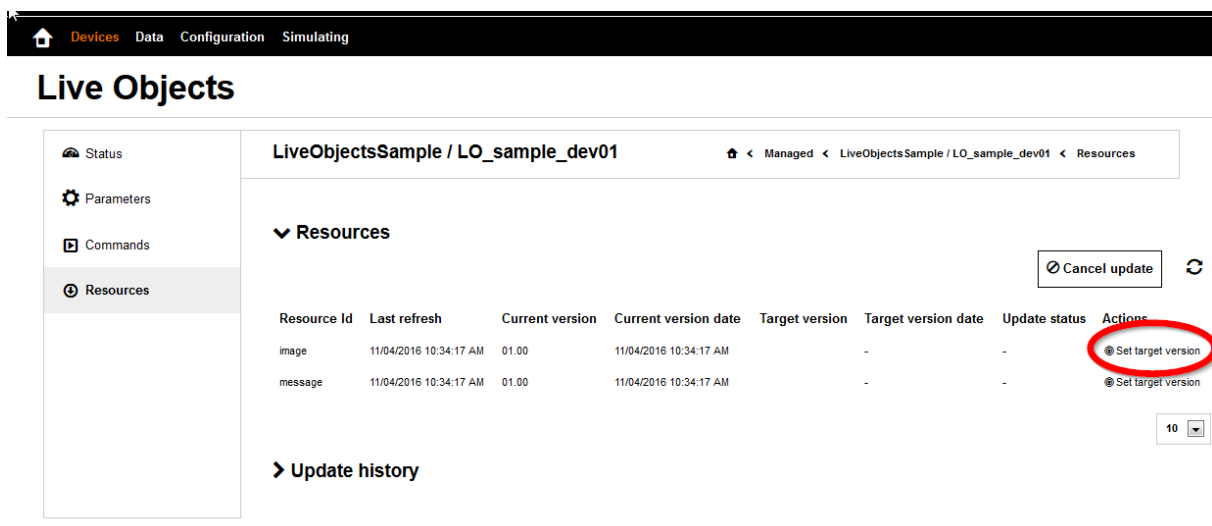 Devices Data Configuration Simulating
Live Objects
Status
Parameters
Commands
Resources
LiveObjectsSample / LO_sample_dev01
Managed < LiveObjectsSample / LO_sample_dev01 < Resources
Resources
Cancel update
Resource Id Last refresh Current version Current version date Target version Target version date Update status Actions
image 11/04/2016 10:34:17 AM 01.00 11/04/2016 10:34:17 AM - - Set target version
message 11/04/2016 10:34:17 AM 01.00 11/04/2016 10:34:17 AM - - Set target version
10
Update history